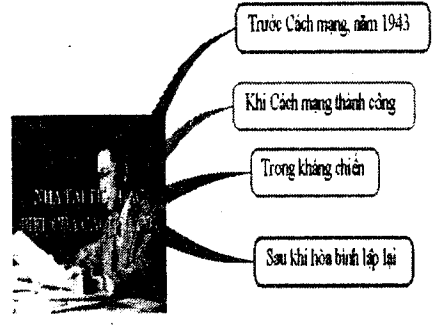 Trước Cách mạng, năm 1943
Khi Cách mạng thành công
Trong kháng chiến
Sau khi hòa bình lập lại